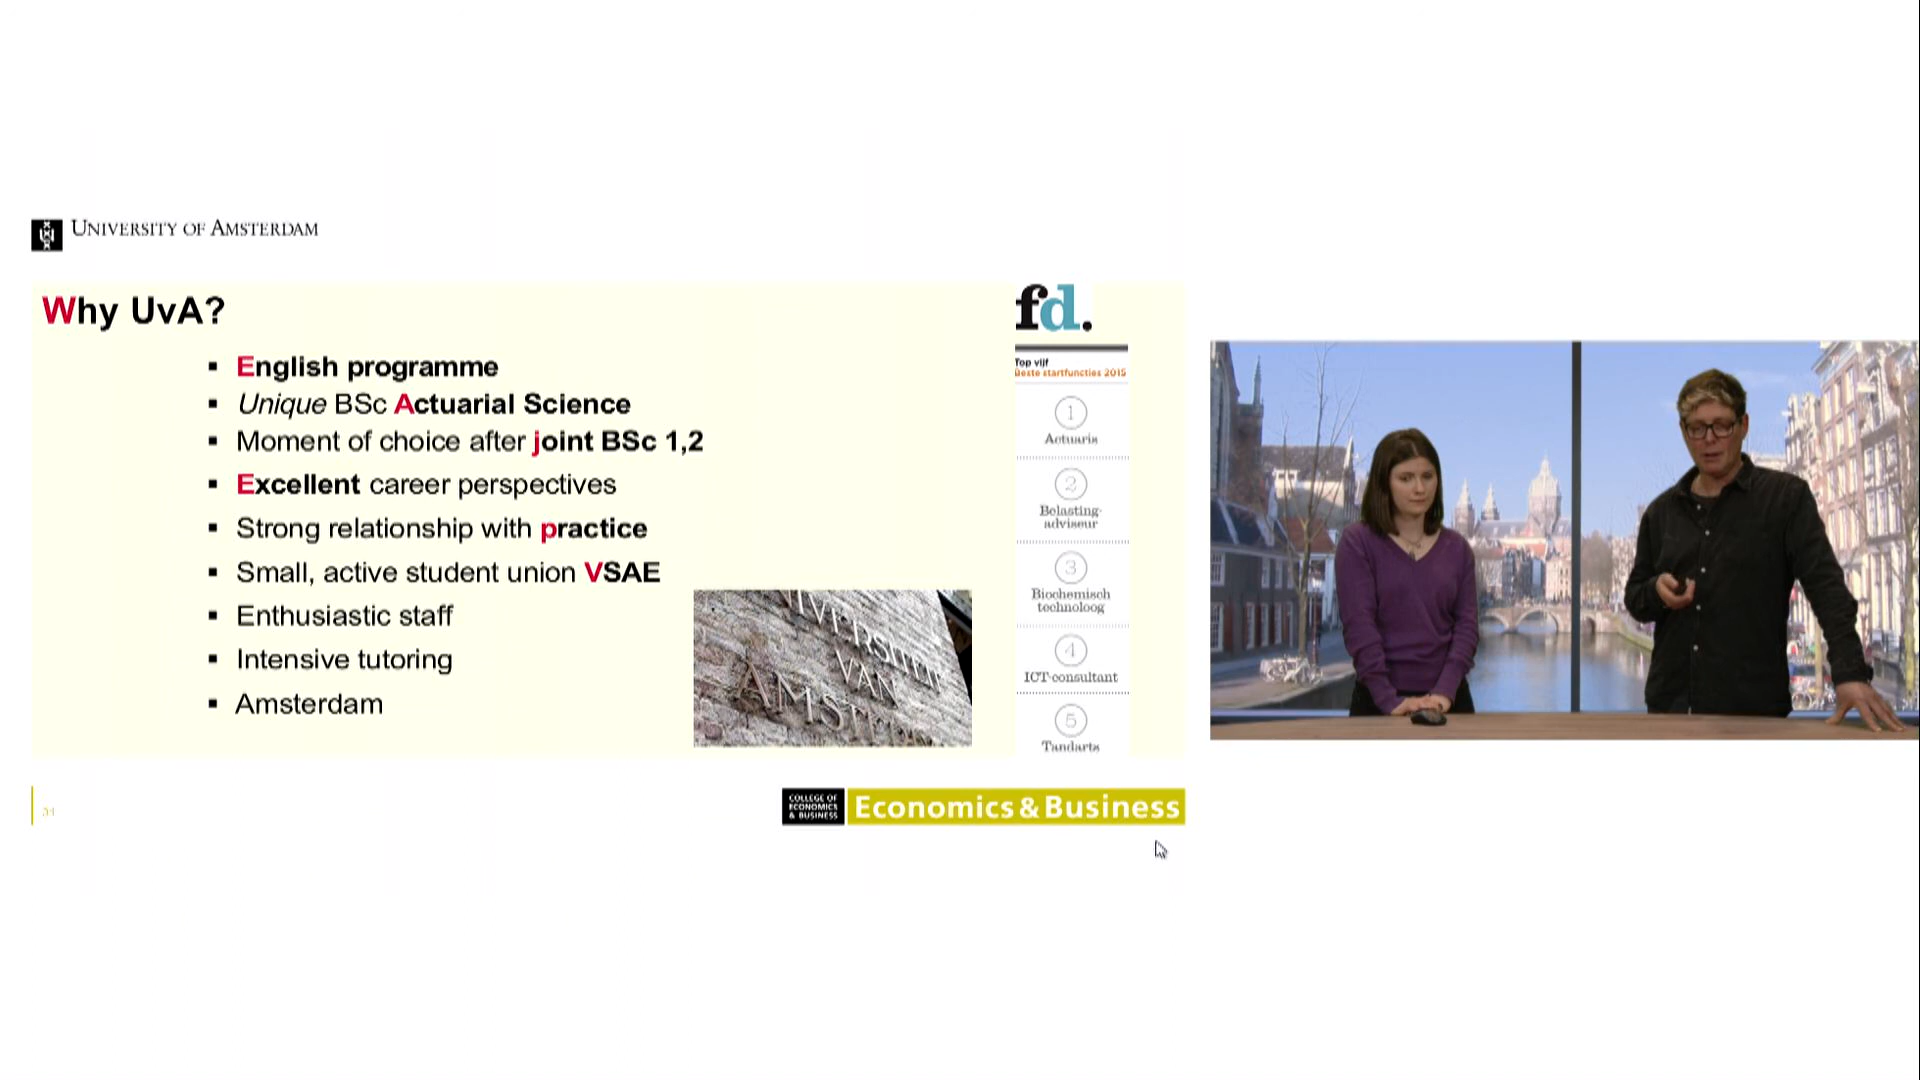 UNIVERSITY OF AMSTERDAM
Why UvA?
English programme
Unique BSc Actuarial Science
Moment of choice after joint BSc 1,2
Excellent career perspectives
Strong relationship with practice
Small, active student union VSAE
Enthusiastic staff
Intensive tutoring
Amsterdam
VAN
fd.
Top vijf
Beste startfuncties 2015
1
Actuaris
2
Belasting-
adviseur
3
Biochemisch
technoloog
4
ICT-consultant
5
Tandarts
COLLEGE OF
ECONOMICS
& BUSINESS
Economics & Business